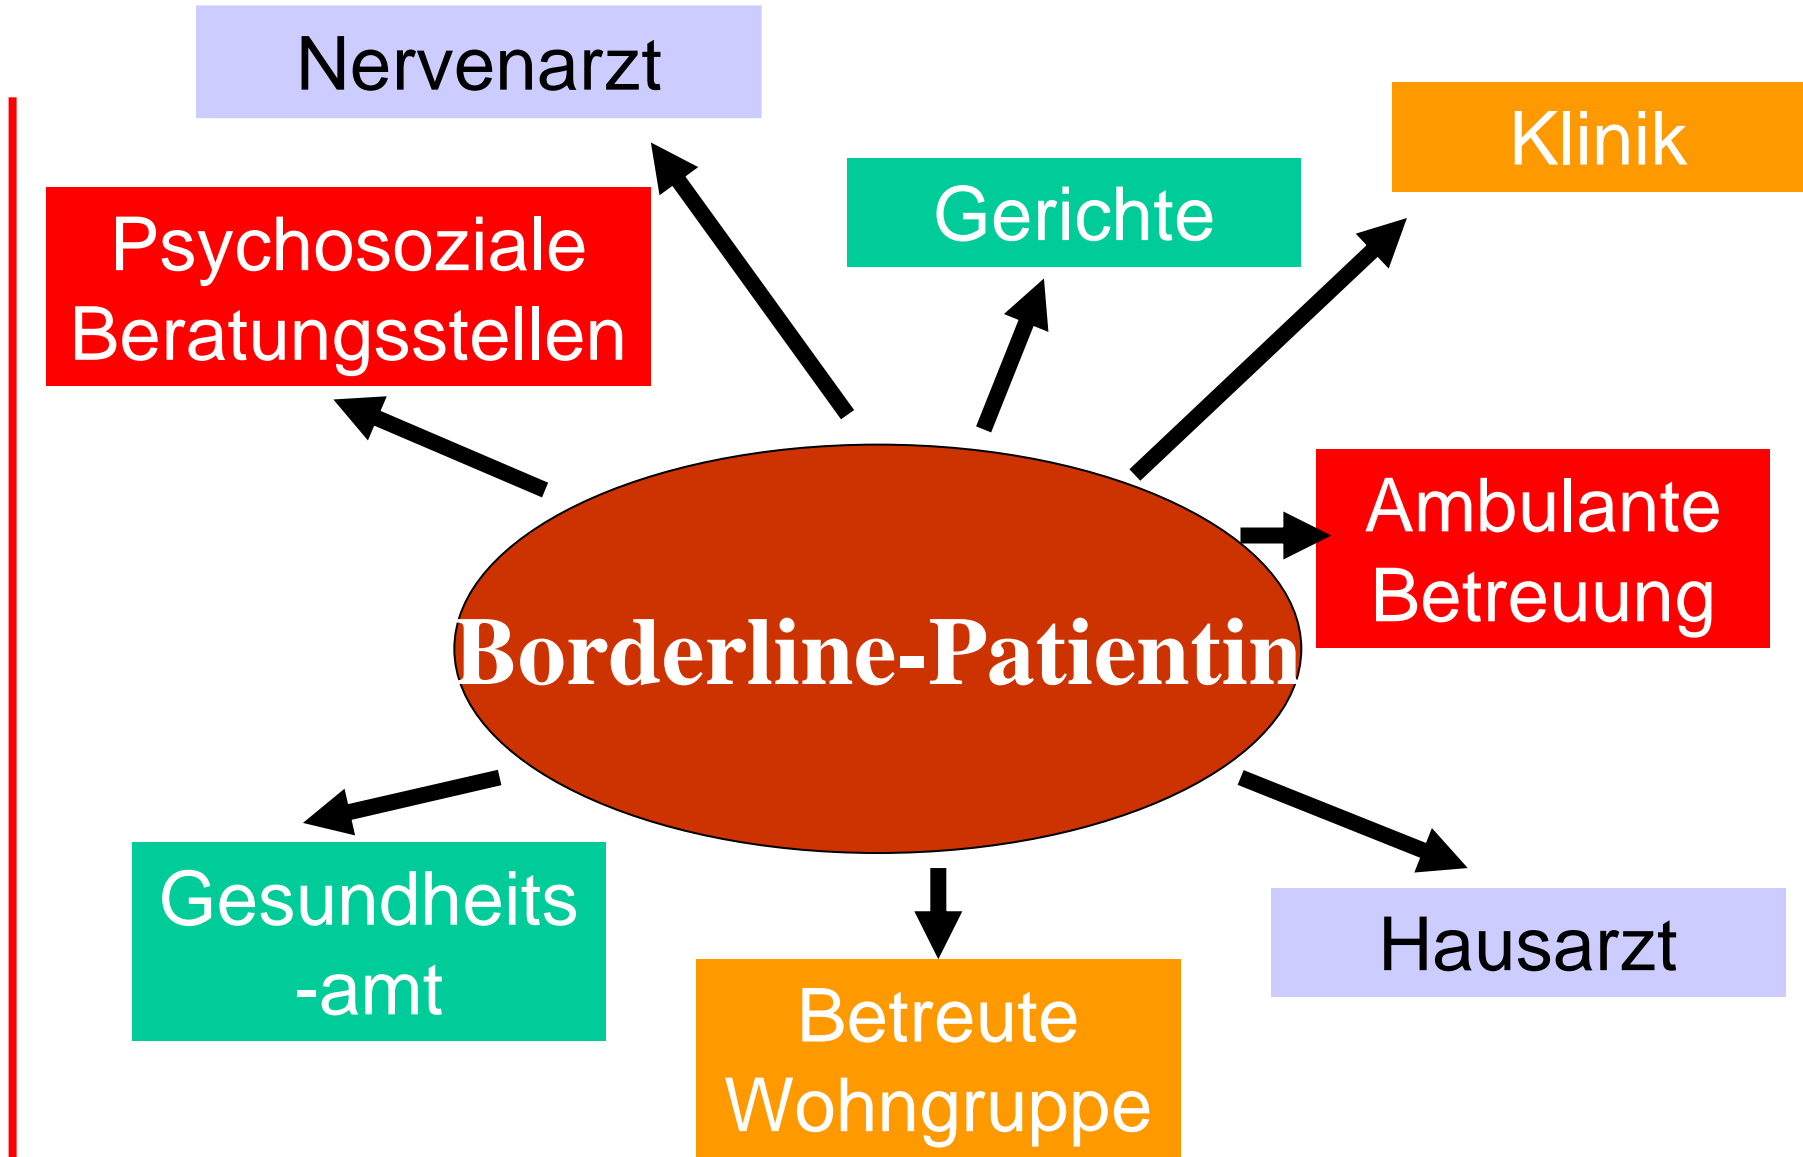 Nervenarzt
Klinik
Gerichte
Psychosoziale
Beratungsstellen
Ambulante
Betreuung
Borderline-Patientin
Gesundheits
-amt
Hausarzt
Betreute
Wohngruppe